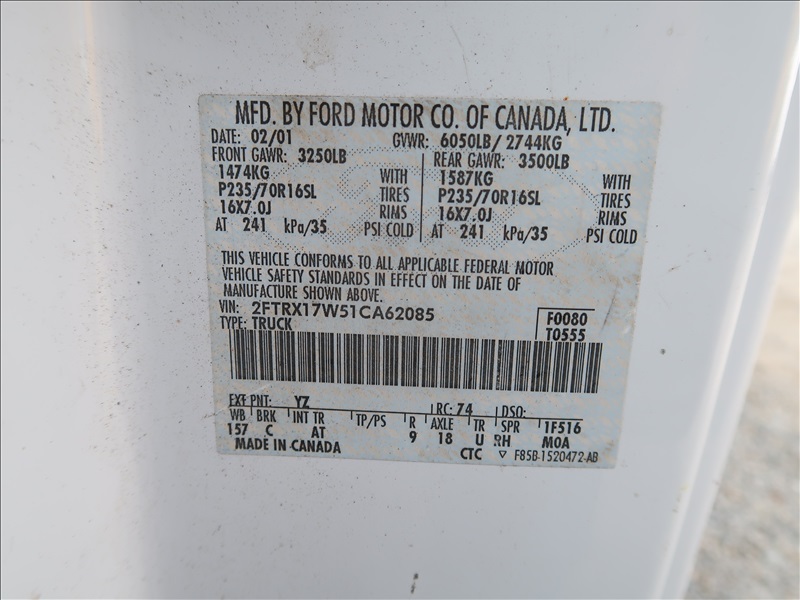 MFD. BY FORD MOTOR CO. OF CANADA, LTD.
DATE: 02/01 GVWR: 6050LB/ 2744KG
FRONT GAWR: 3250LB REAR GAWR: 3500LB
1474KG WITH 1587KG WITH
P235/70R16SL TIRES P235/70R16SL TIRES
16X7.0J RIMS 16X7.0J RIMS
AT 241 kPa/35 PSI COLD AT 241 kPa/35 PSI COLD
THIS VEHICLE CONFORMS TO ALL APPLICABLE FEDERAL MOTOR
VEHICLE SAFETY STANDARDS IN EFFECT ON THE DATE OF
MANUFACTURE SHOWN ABOVE.
VIN: 2FTRX17W51CA62085 F0080
TYPE: TRUCK T0555
EXT PNT: YZ RC: 74 DSO:
WB BRK INT TR TP/PS R AXLE TR SPR 1F516
157 C AT 9 18 U RH MOA
MADE IN CANADA CTC ▽ F85B-1520472-AB